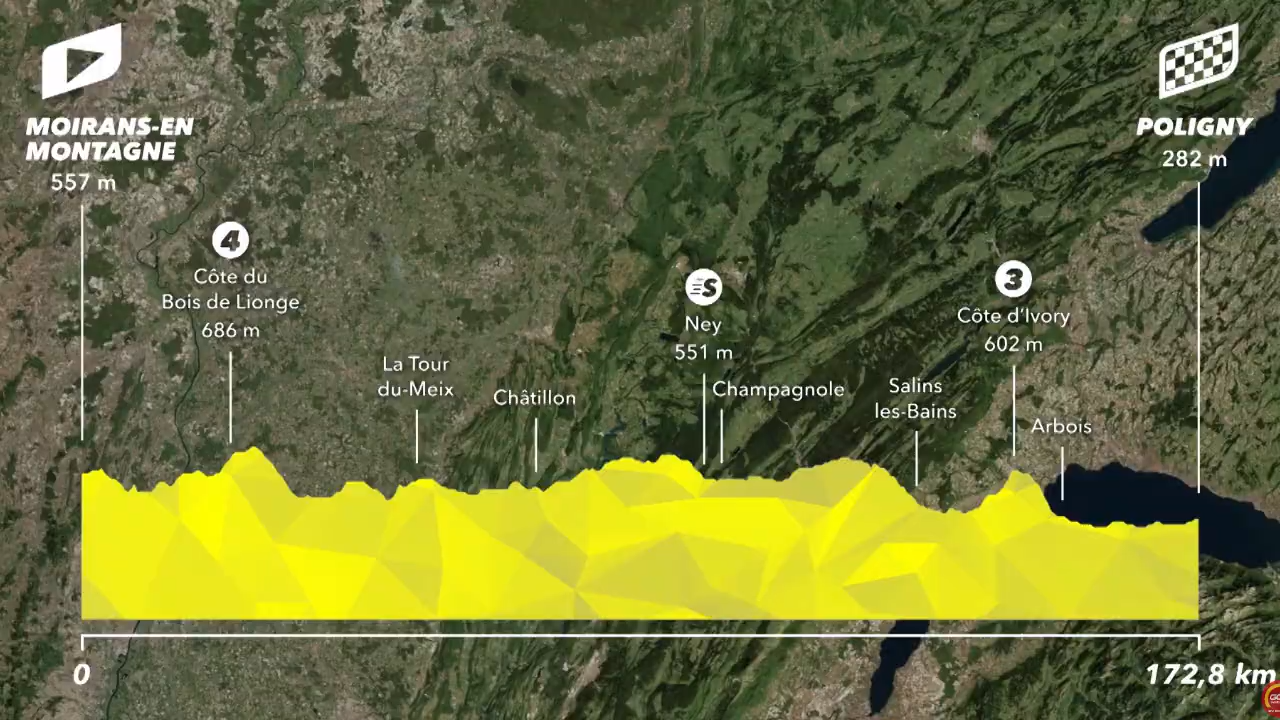 MOIRANS-EN
MONTAGNE
557 m
4
Côte du
Bois de Lionge
686 m
La Tour
du-Meix
Châtillon
S
Ney
551 m
Champagnole
Salins
les-Bains
3
Côte d'Ivory
602 m
Arbois
POLIGNY
282 m
0
172,8 km